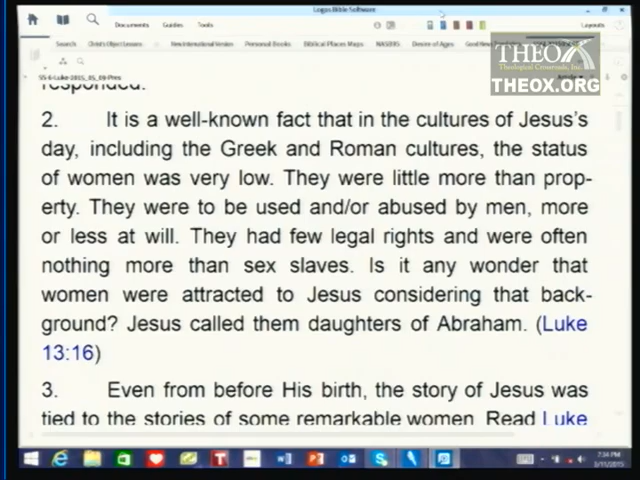 Logos Bible Software
Documents Guides Tools Layouts
Search Christ's Object Lessons New International Version Personal Books Biblical Places Maps NASB95 Desire of Ages
THEOX
Theological Crossroads, Inc.
THEOX.ORG
responded.
2. It is a well-known fact that in the cultures of Jesus's
day, including the Greek and Roman cultures, the status
of women was very low. They were little more than prop-
erty. They were to be used and/or abused by men, more
or less at will. They had few legal rights and were often
nothing more than sex slaves. Is it any wonder that
women were attracted to Jesus considering that back-
ground? Jesus called them daughters of Abraham. (Luke
13:16)
3. Even from before His birth, the story of Jesus was
tied to the stories of some remarkable women. Read Luke
7:34 PM